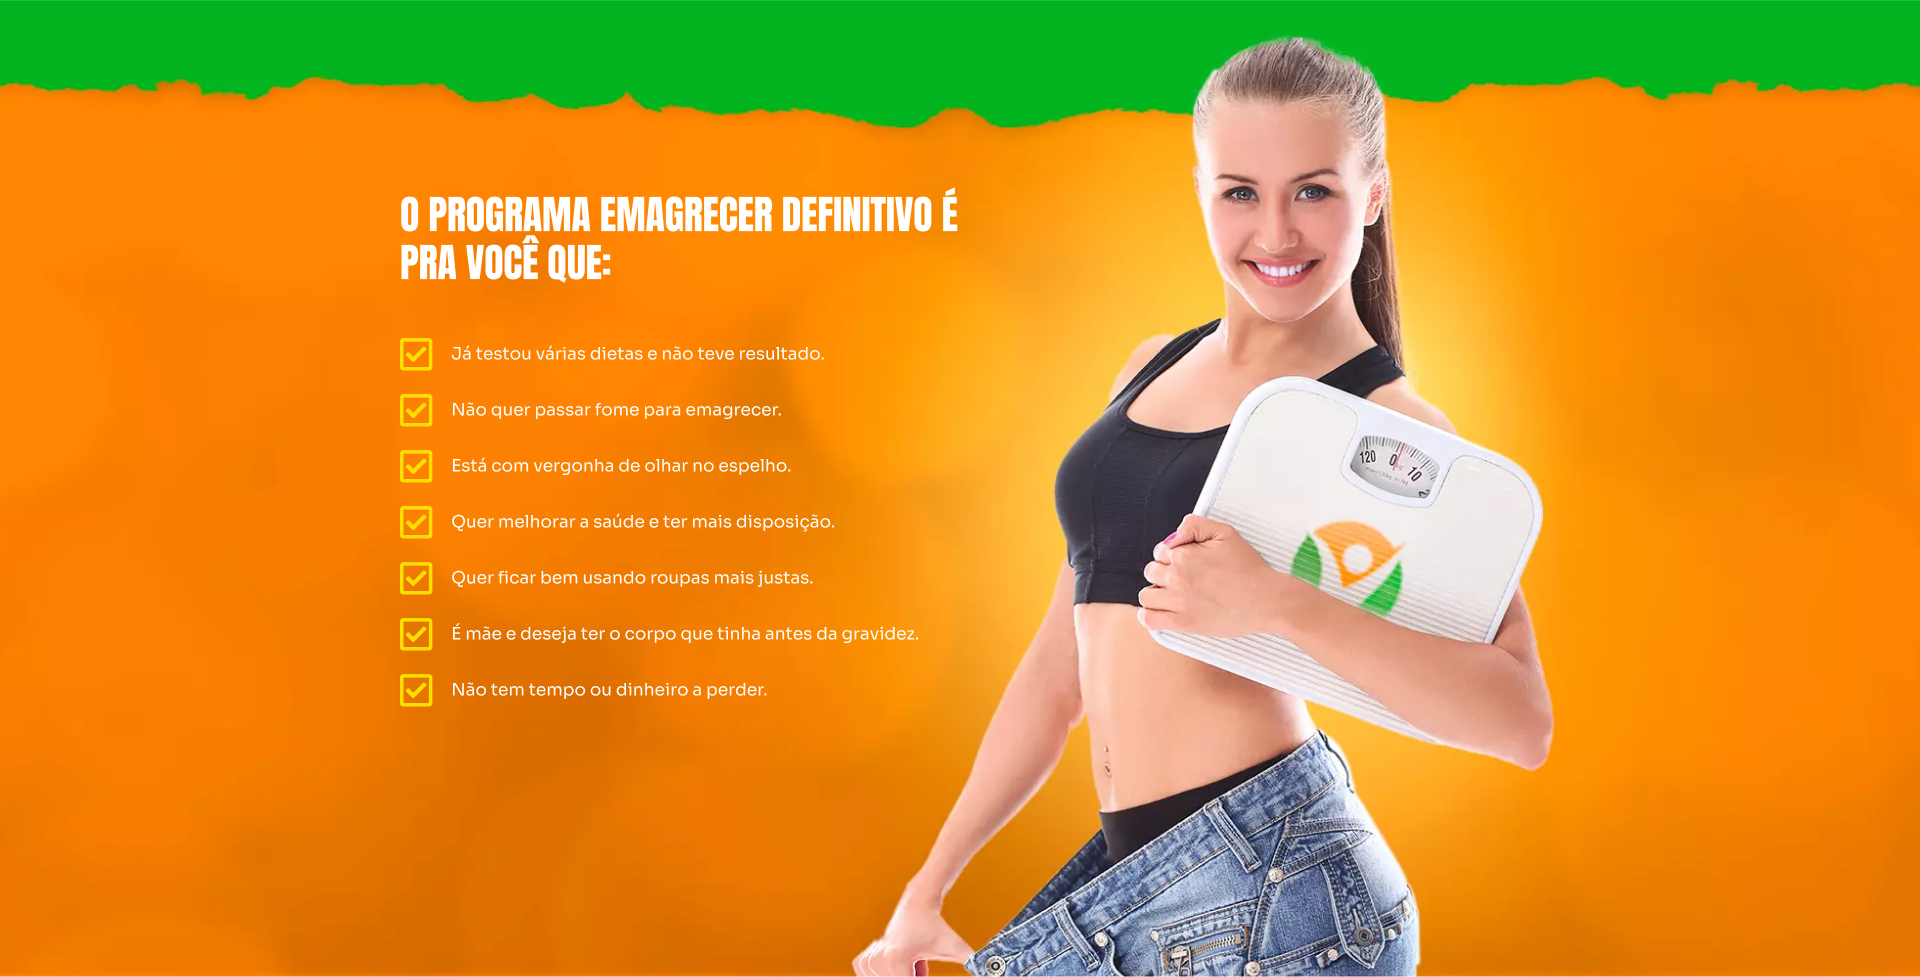 O PROGRAMA EMAGRECER DEFINITIVO É
PRA VOCÊ QUE:
Já testou várias dietas e não teve resultado.
Não quer passar fome para emagrecer.
Está com vergonha de olhar no espelho.
Quer melhorar a saúde e ter mais disposição.
Quer ficar bem usando roupas mais justas.
É mãe e deseja ter o corpo que tinha antes da gravidez.
Não tem tempo ou dinheiro a perder.
120 0 10